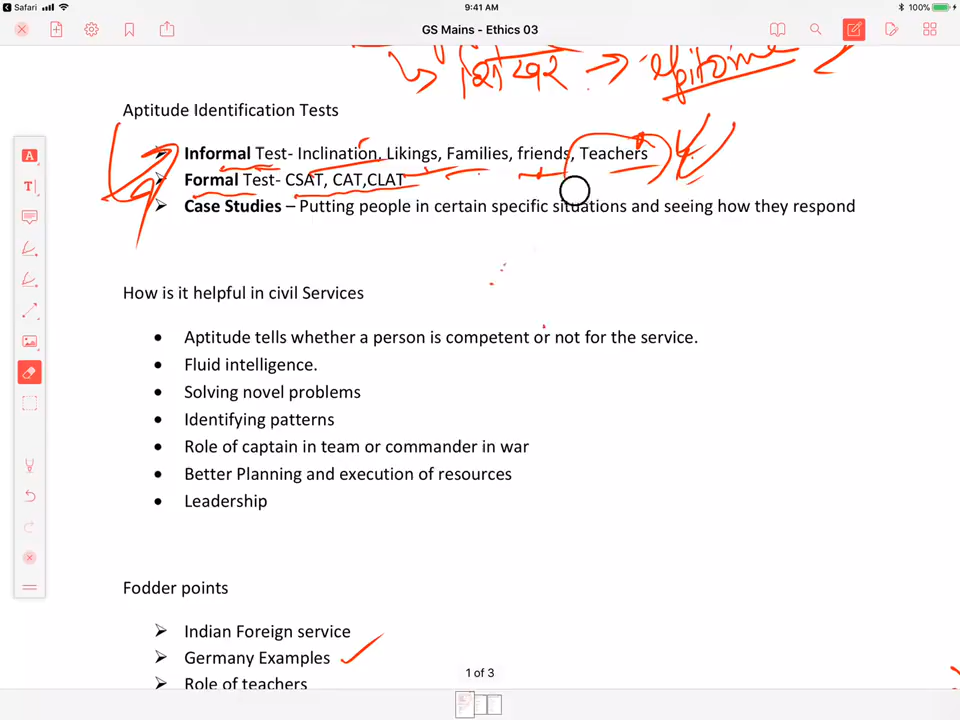 Safari
9:41 AM
100%
GS Mains - Ethics 03
epitome
Aptitude Identification Tests
Informal Test- Inclination, Likings, Families, friends, Teachers
Formal Test- CSAT, CAT,CLAT
Case Studies – Putting people in certain specific situations and seeing how they respond
How is it helpful in civil Services
Aptitude tells whether a person is competent or not for the service.
Fluid intelligence.
Solving novel problems
Identifying patterns
Role of captain in team or commander in war
Better Planning and execution of resources
Leadership
Fodder points
Indian Foreign service
Germany Examples
1 of 3
Role of teachers